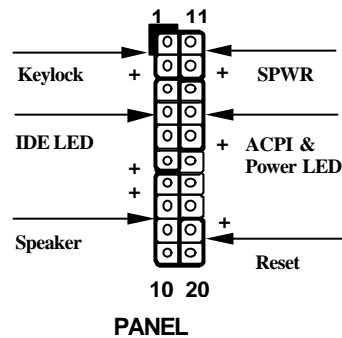 1 11
Keylock
+
+
SPWR
IDE LED
+
ACPI &
Power LED
+
+
Speaker
+
Reset
10 20
PANEL